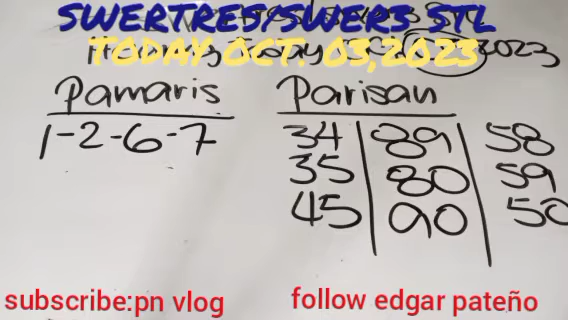 SWERTRES/SWER3 STL
TODAY OCT. 03,2023
2023
Pamaris Parisan
1-2-6-7 34 89 58
35 80 59
45 90 50
subscribe:pn vlog follow edgar pateño